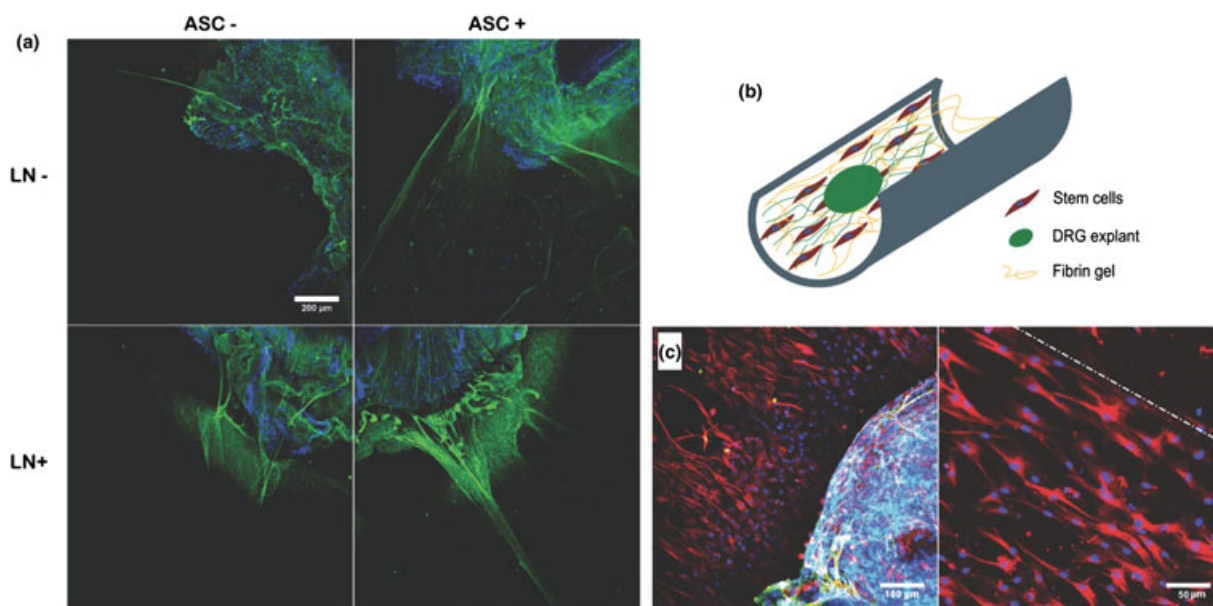 (a)
ASC -
ASC +
LN -
200 µm
LN+
(b)
Stem cells
DRG explant
Fibrin gel
(c)
50 µm